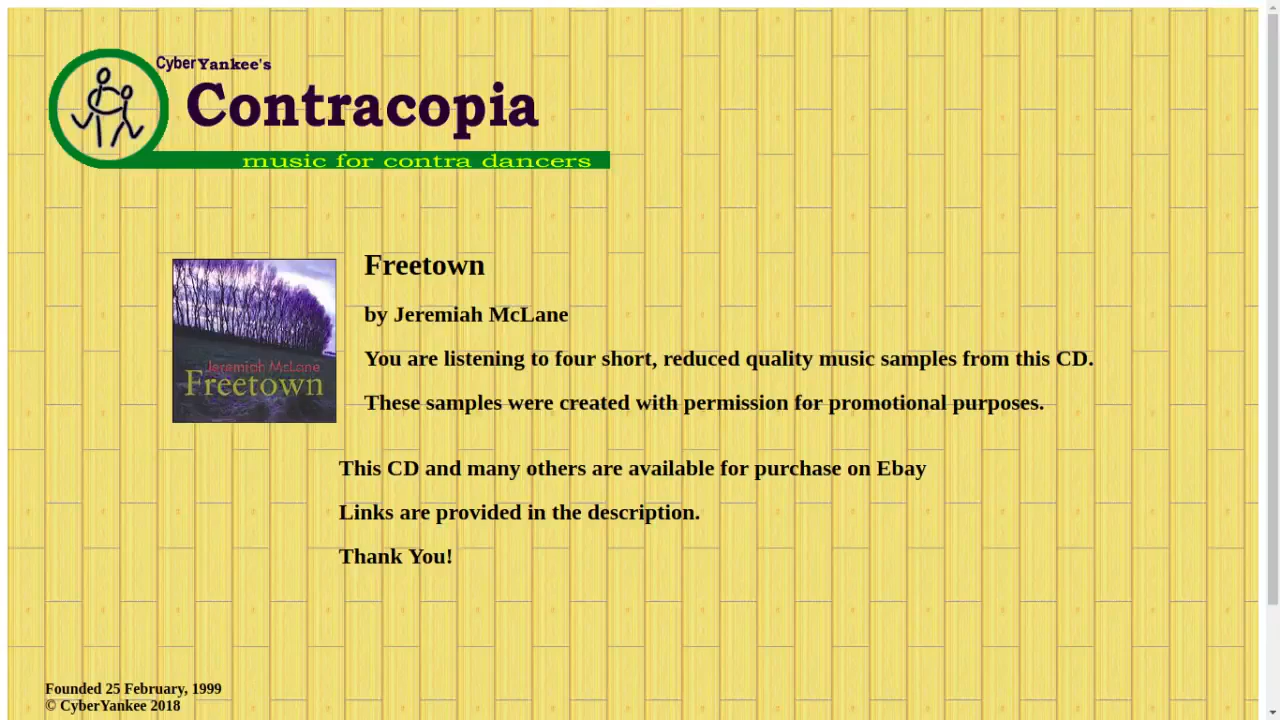 CyberYankee's
Contracopia
music for contra dancers
Freetown
by Jeremiah McLane
You are listening to four short, reduced quality music samples from this CD.
These samples were created with permission for promotional purposes.
Jeremiah McLane
Freetown
This CD and many others are available for purchase on Ebay
Links are provided in the description.
Thank You!
Founded 25 February, 1999
© CyberYankee 2018